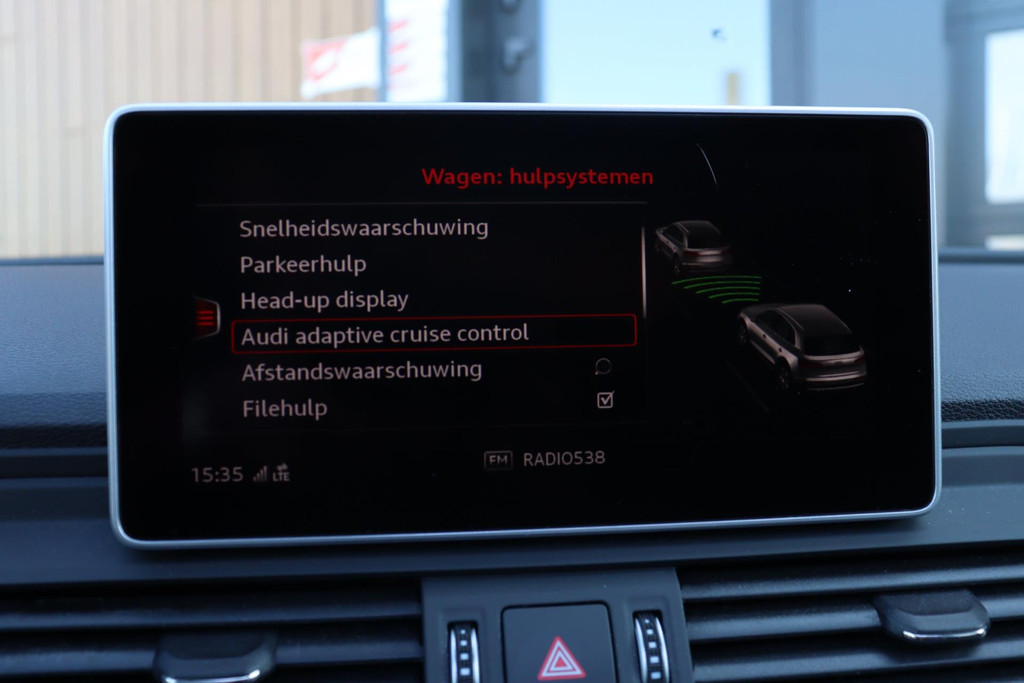 Wagen: hulpsystemen
Snelheidswaarschuwing
Parkeerhulp
Head-up display
Audi adaptive cruise control
Afstandswaarschuwing
Filehulp
15:35 LTE
FM RADIO538